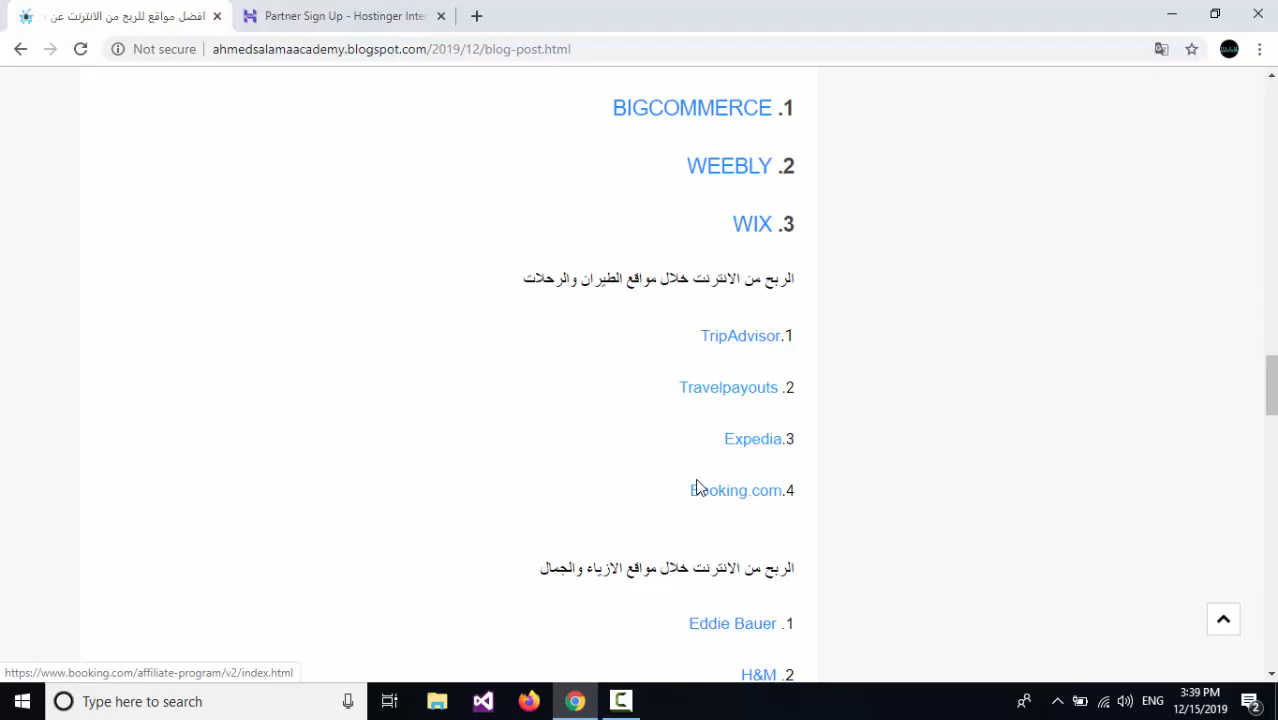 افضل مواقع للربح من الانترنت عن
Partner Sign Up - Hostinger Inter
Not secure
ahmedsalamaacademy.blogspot.com/2019/12/blog-post.html
1. BIGCOMMERCE
2. WEEBLY
3. WIX
الربح من الانترنت خلال مواقع الطيران والرحلات
1.TripAdvisor
2. Travelpayouts
3.Expedia
4.Booking.com
الربح من الانترنت خلال مواقع الازياء والجمال
1. Eddie Bauer
2. H&M
https://www.booking.com/affiliate-program/v2/index.html
Type here to search
ENG
3:39 PM
12/15/2019
2